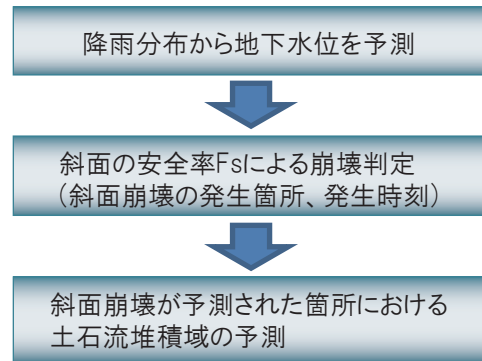 降雨分布から地下水位を予測
斜面の安全率Fsによる崩壊判定
（斜面崩壊の発生箇所、発生時刻）
斜面崩壊が予測された箇所における
土石流堆積域の予測